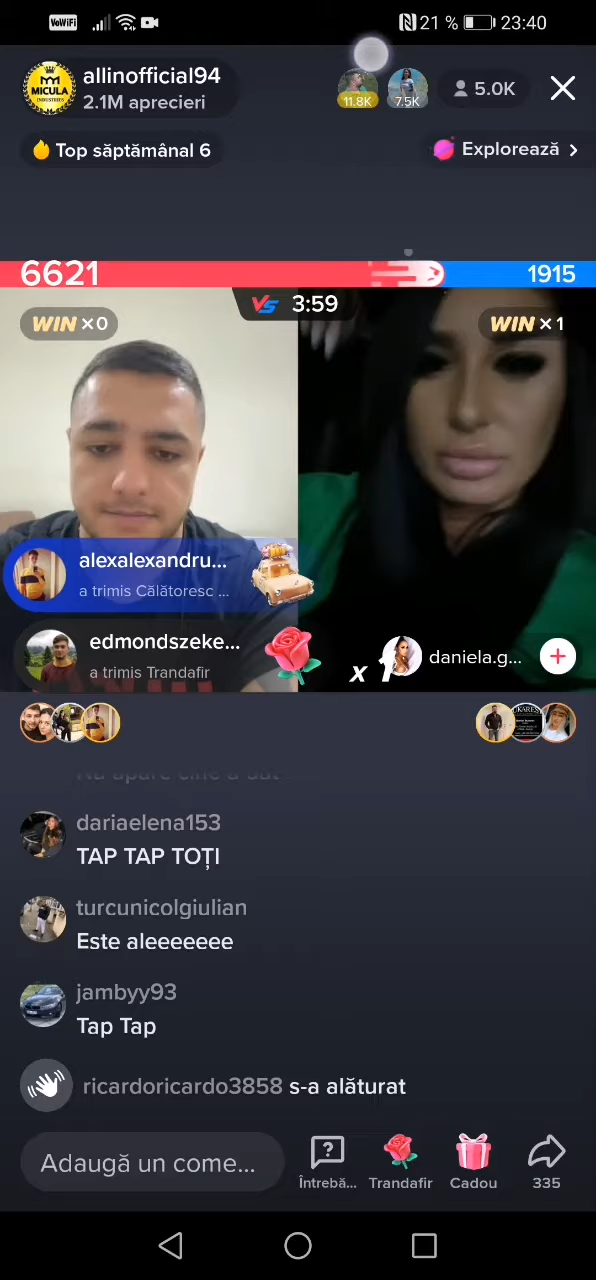 VoWiFi 21 % 23:40
allinofficial94
2.1M aprecieri
MICULA
INDUSTRIES
11.8K
7.5K
5.0K
Top săptămânal 6
Explorează
6621
1915
VS 3:59
WIN ×0
WIN ×1
alexalexandru...
a trimis Călătoresc ...
edmondszeke...
a trimis Trandafir
x
daniela.g...
dariaelena153
TAP TAP TOȚI
turcunicolgiulian
Este aleeeeeee
jambyy93
Tap Tap
ricardoricardo3858 s-a alăturat
Adaugă un come...
Întrebă...
Trandafir
Cadou
335